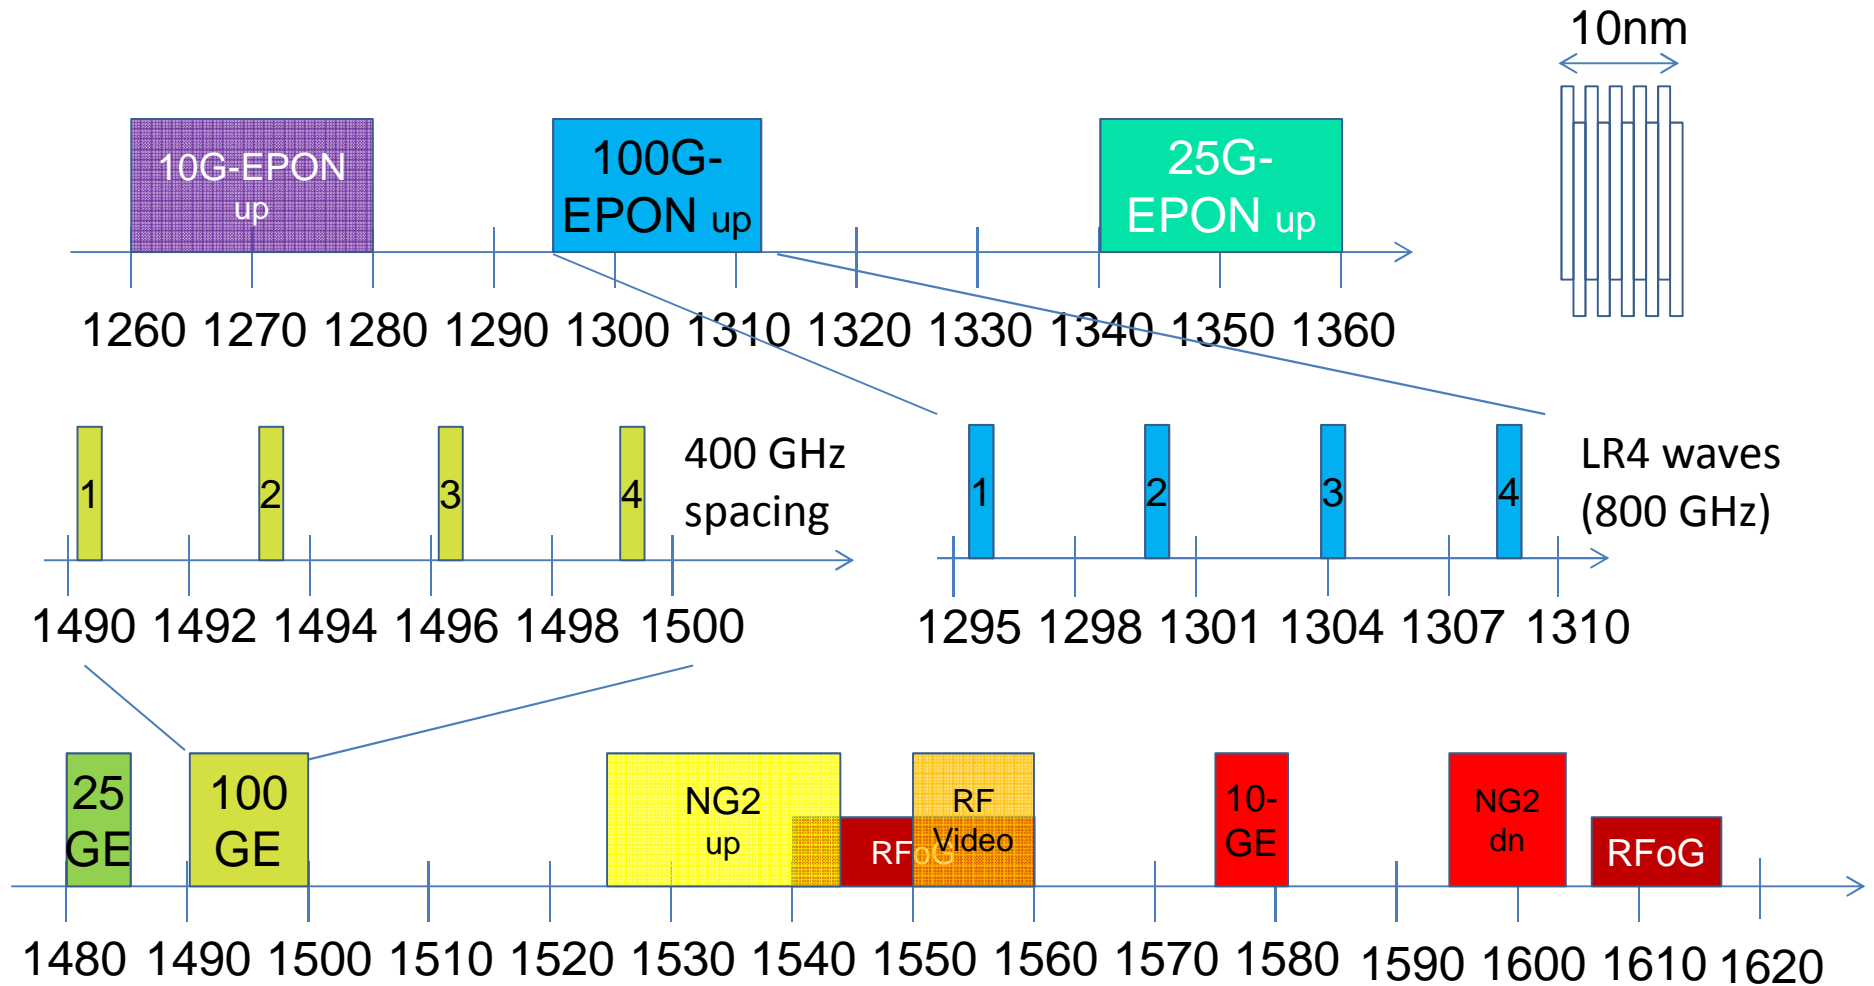 10nm
10G-EPON
up
100G-
EPON up
25G-
EPON up
1260 1270 1280 1290 1300 1310 1320 1330 1340 1350 1360
1 2 3 4
400 GHz
spacing
1490 1492 1494 1496 1498 1500
1 2 3 4
LR4 waves
(800 GHz)
1295 1298 1301 1304 1307 1310
25
GE
100
GE
NG2
up
RFoG
RF
Video
10-
GE
NG2
dn
RFoG
1480 1490 1500 1510 1520 1530 1540 1550 1560 1570 1580 1590 1600 1610 1620